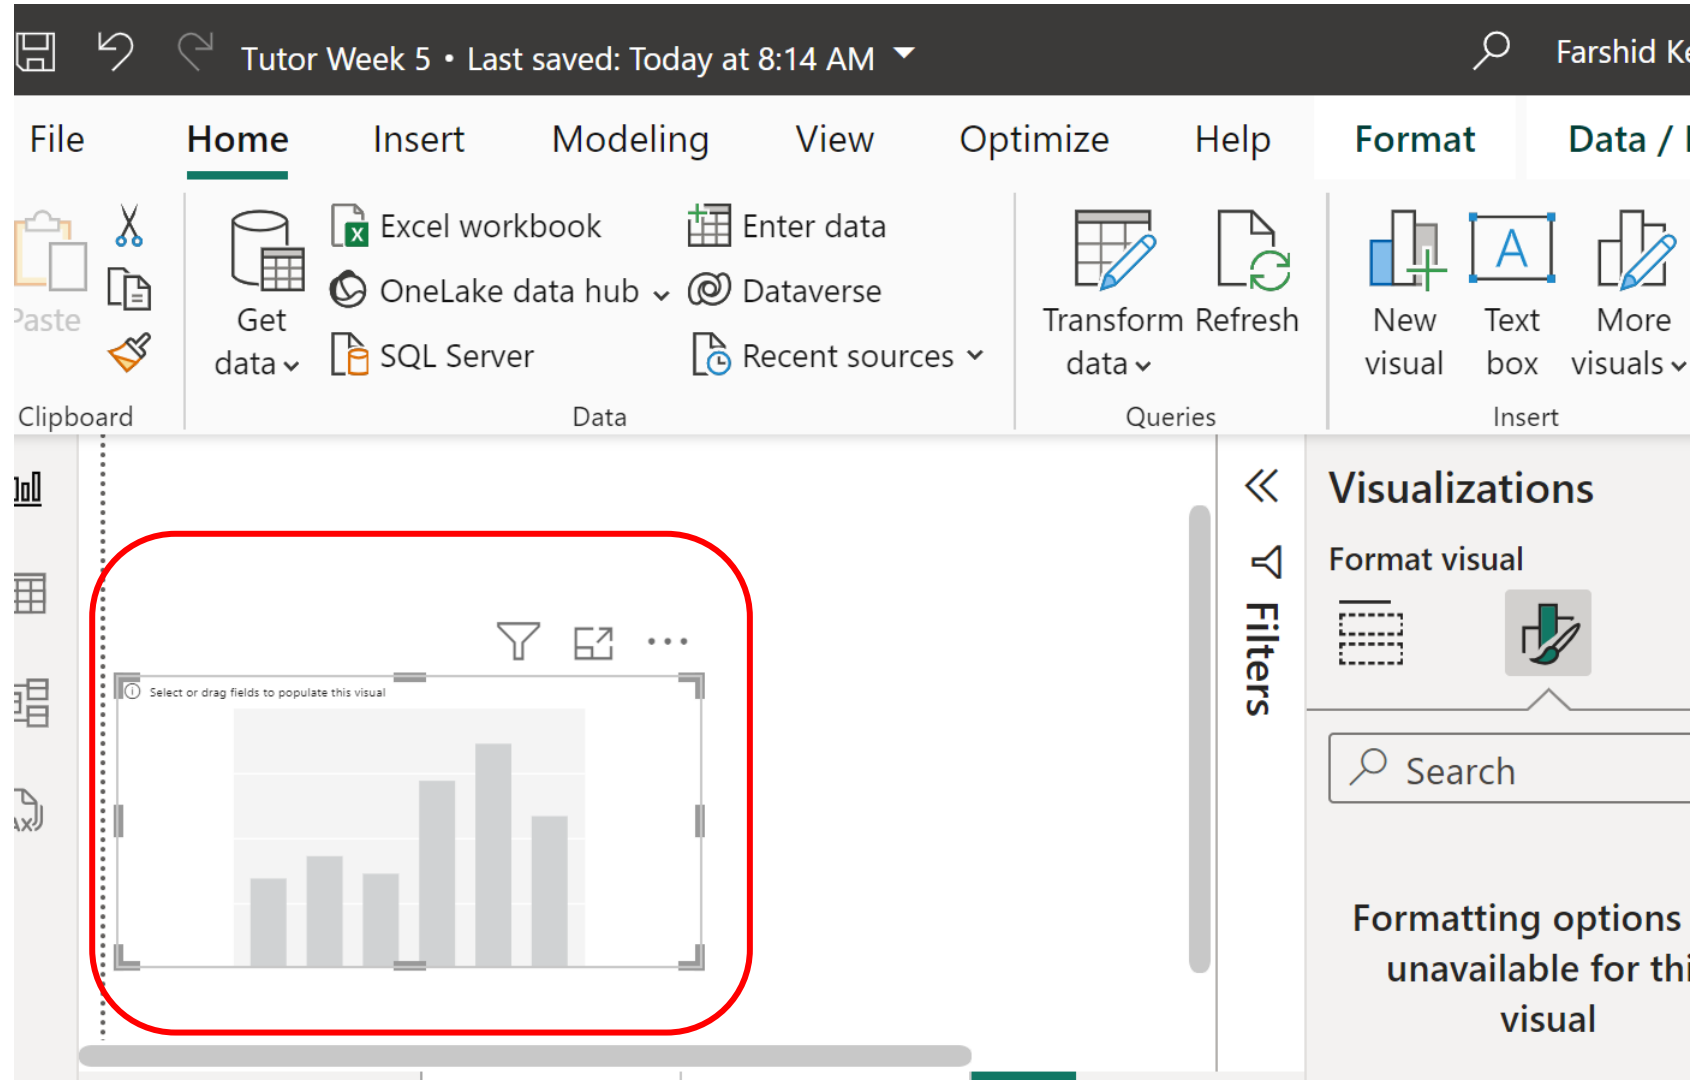 Tutor Week 5 • Last saved: Today at 8:14 AM
Farshid Ke
File Home Insert Modeling View Optimize Help Format Data /
Paste
Clipboard
Get data
Excel workbook
OneLake data hub
SQL Server
Enter data
Dataverse
Recent sources
Data
Transform data
Refresh
Queries
New visual
Text box
More visuals
Insert
Select or drag fields to populate this visual
Filters
Visualizations
Format visual
Search
Formatting options
unavailable for thi
visual